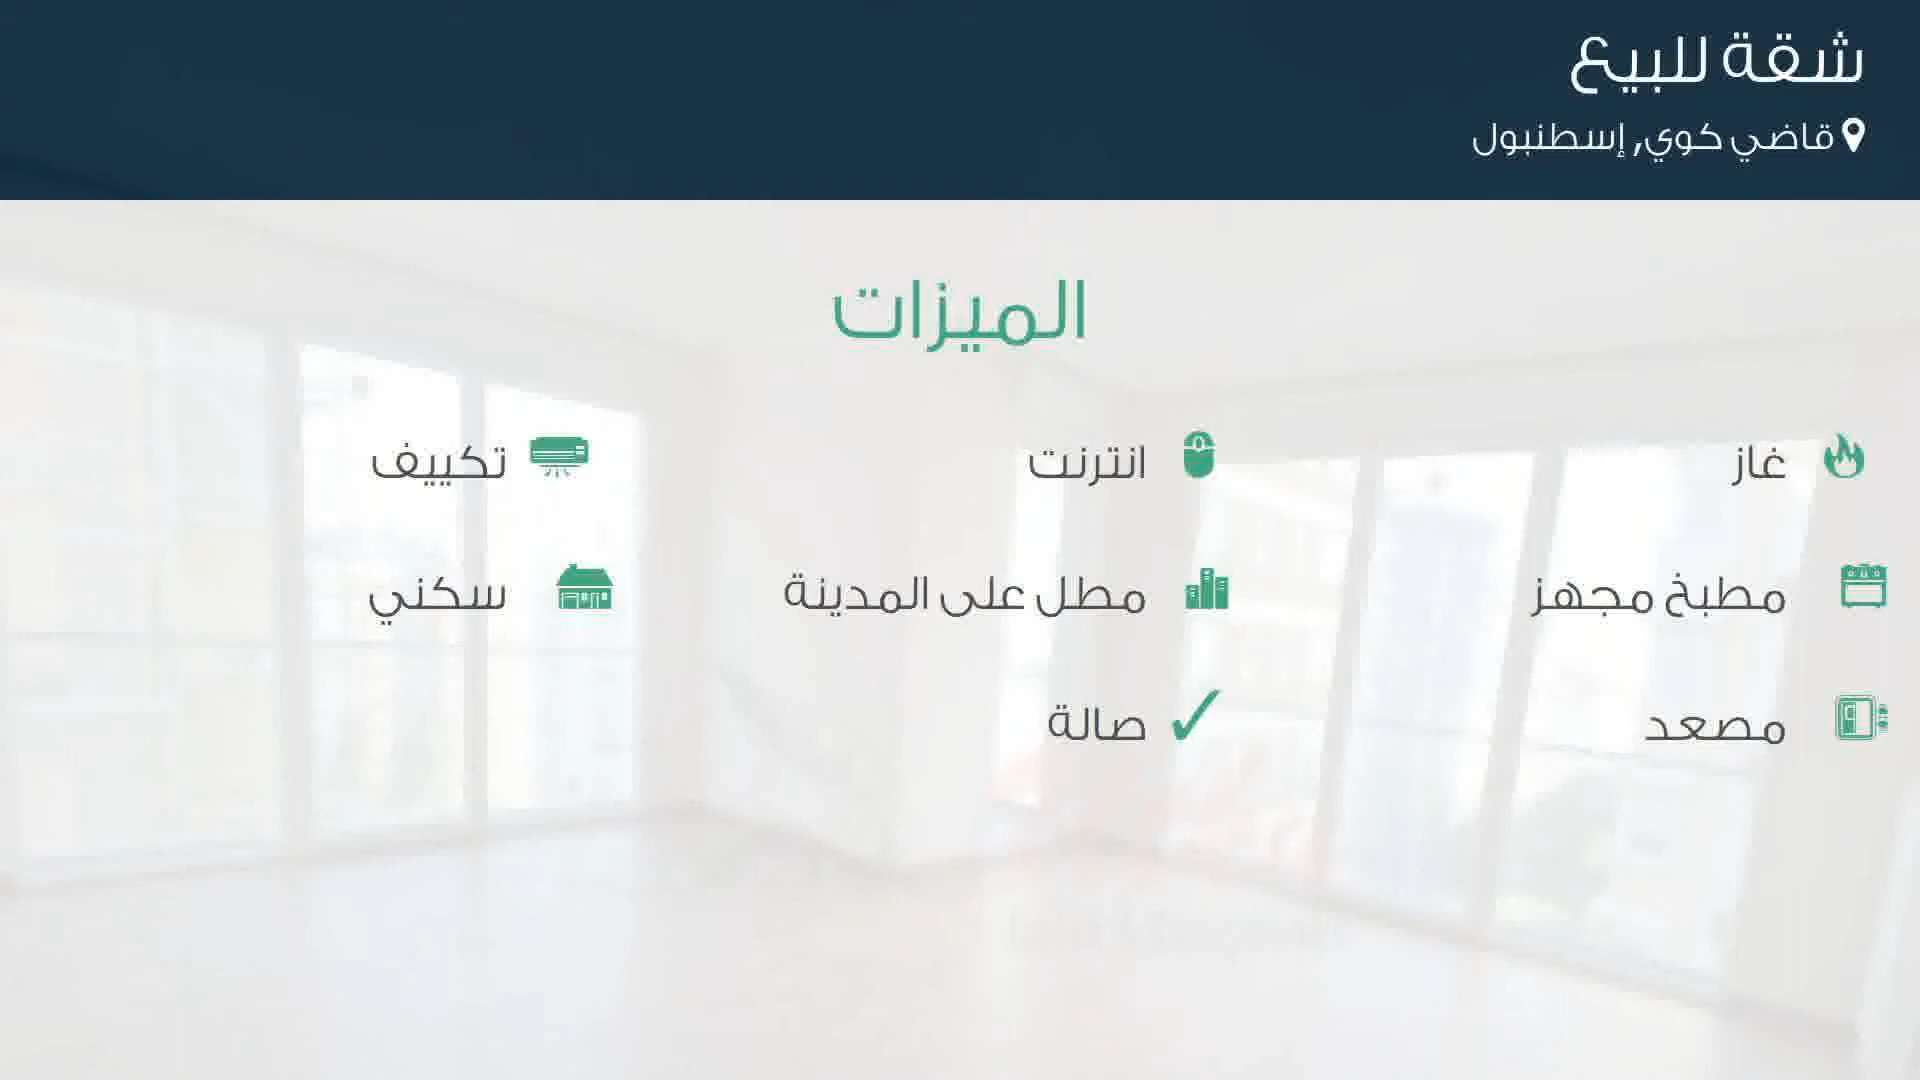 شقة للبيع
قاضي كوي, إسطنبول
الميزات
غاز
انترنت
تكييف
مطبخ مجهز
مطل على المدينة
سكني
مصعد
صالة